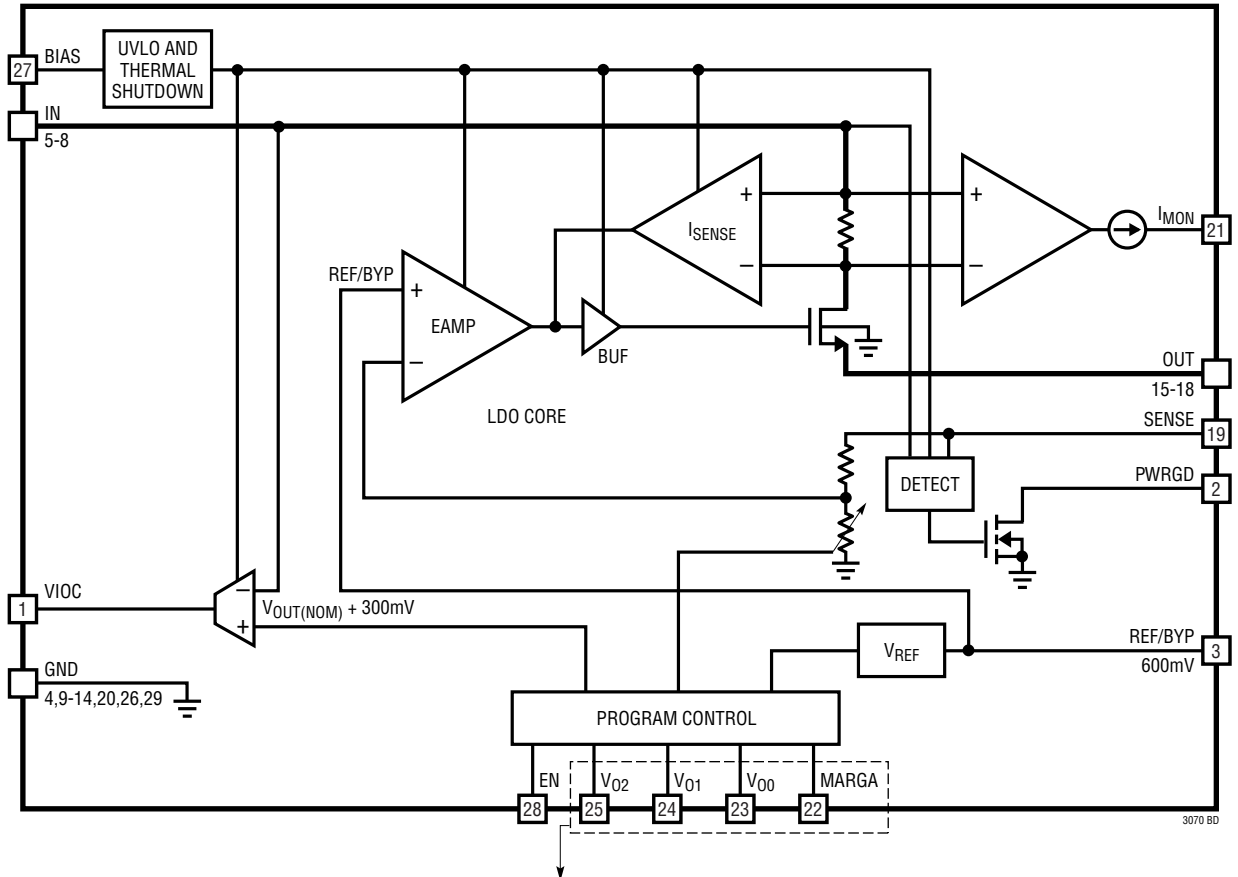 27
BIAS
UVLO AND
THERMAL
SHUTDOWN
IN
5-8
+
–
ISENSE
+
–
IMON
21
REF/BYP
+
–
EAMP
BUF
LDO CORE
OUT
15-18
SENSE
19
DETECT
PWRGD
2
1
VIOC
–
+
VOUT(NOM) + 300mV
GND
4,9-14,20,26,29
VREF
REF/BYP
600mV
3
PROGRAM CONTROL
EN
VO2
VO1
VO0
MARGA
28
25
24
23
22
3070 BD